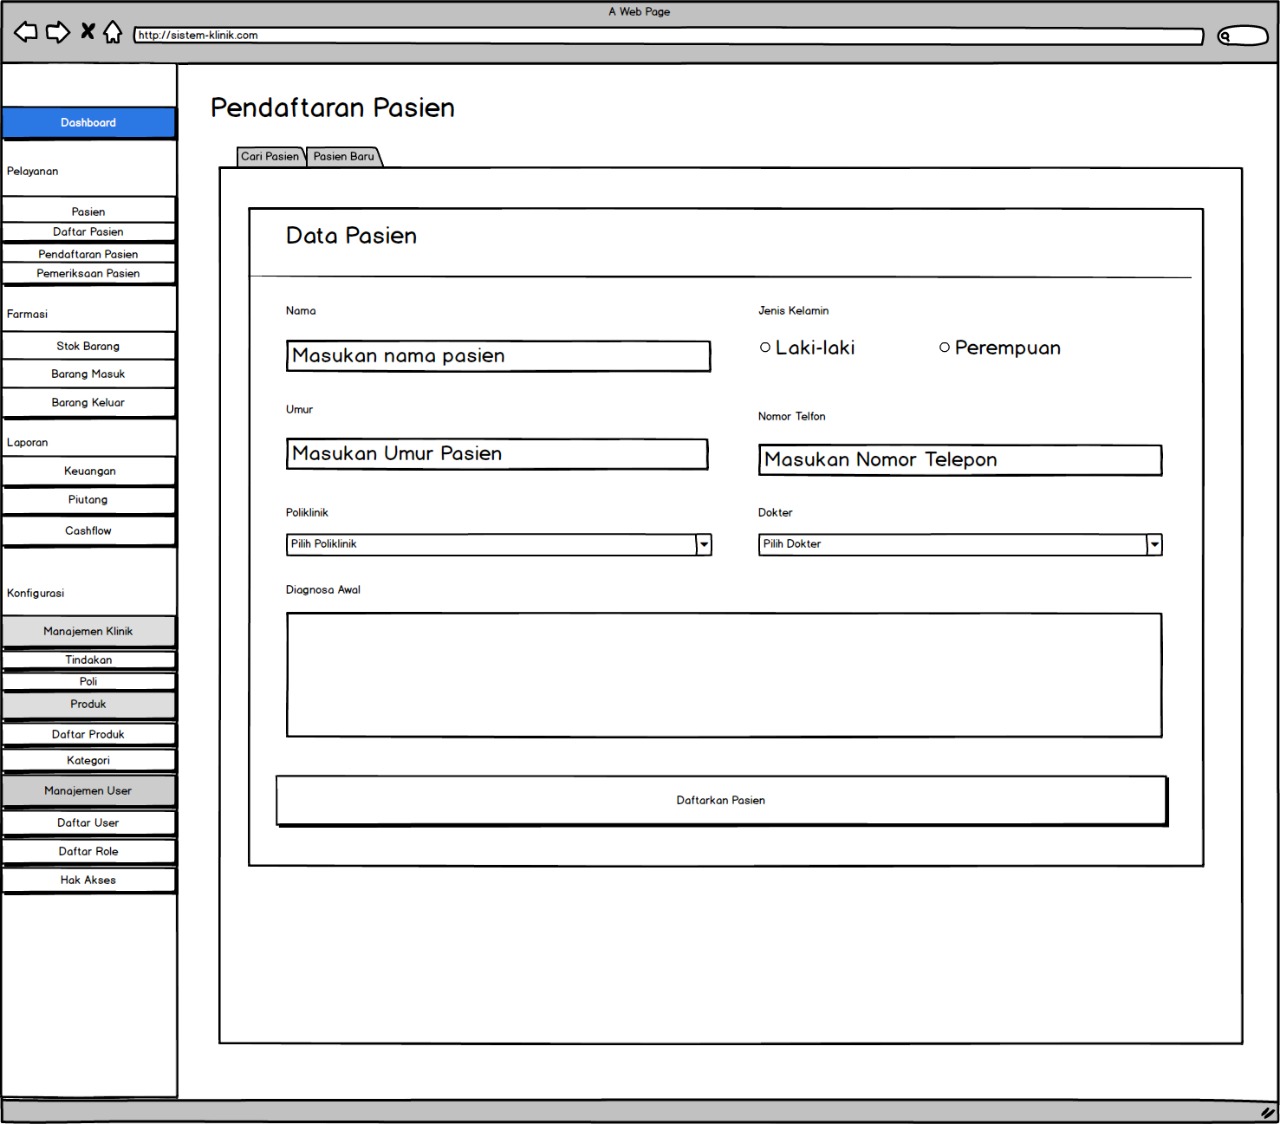 A Web Page
http://sistem-klinik.com
Dashboard
Pelayanan
Pasien
Daftar Pasien
Pendaftaran Pasien
Pemeriksaan Pasien
Farmasi
Stok Barang
Barang Masuk
Barang Keluar
Laporan
Keuangan
Piutang
Cashflow
Konfigurasi
Manajemen Klinik
Tindakan
Poli
Produk
Daftar Produk
Kategori
Manajemen User
Daftar User
Daftar Role
Hak Akses
Pendaftaran Pasien
Cari Pasien Pasien Baru
Data Pasien
Nama Jenis Kelamin
Masukan nama pasien Laki-laki Perempuan
Umur Nomor Telfon
Masukan Umur Pasien Masukan Nomor Telepon
Poliklinik Dokter
Pilih Poliklinik Pilih Dokter
Diagnosa Awal
Daftarkan Pasien